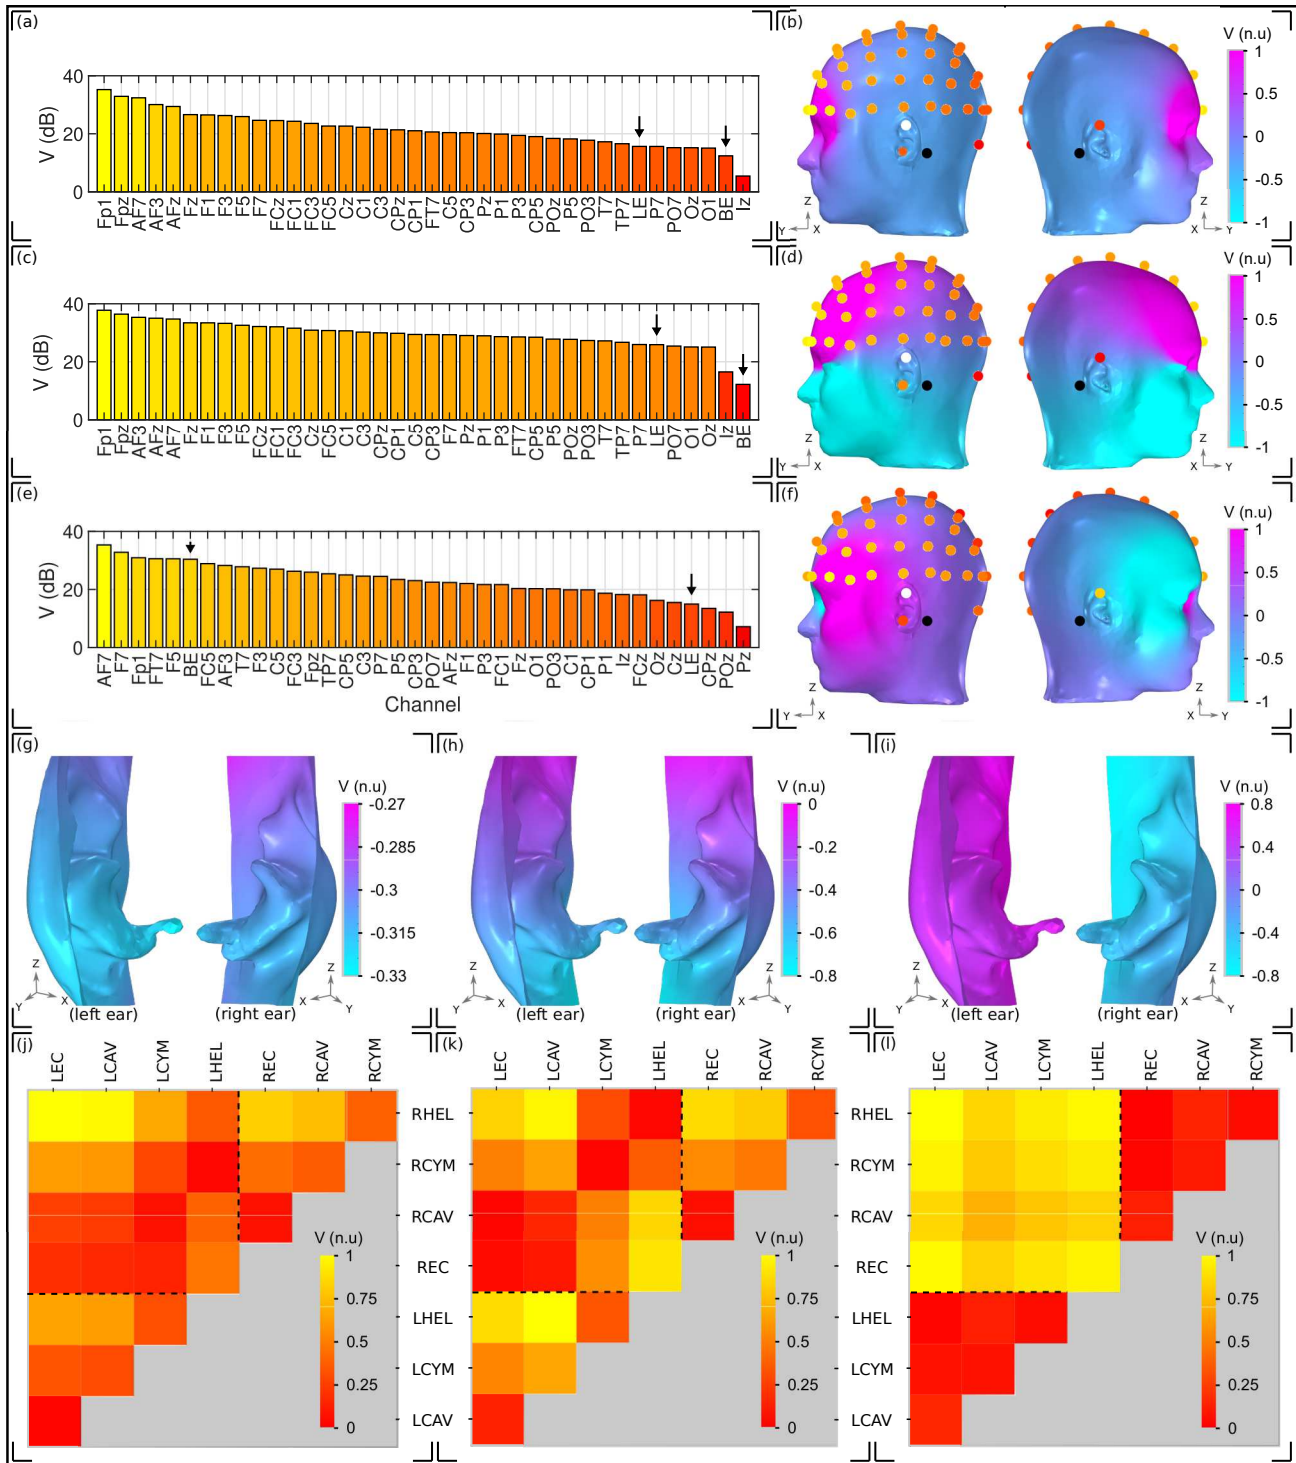 (a)
V (dB)
40
20
0
Fp1 Fpz AF7 AF3 AFz Fz F1 F3 F5 F7 FCz FC1 FC3 FC5 Cz C1 C3 CPz CP1 FT7 C5 CP3 Pz P1 P3 CP5 POz P5 PO3 T7 TP7 LE P7 PO7 Oz O1 BE Iz
(b)
V (n.u)
1
0.5
0
-0.5
-1
Z
Y X
Z
X Y
(c)
V (dB)
40
20
0
Fp1 Fpz AF3 AFz AF7 Fz F1 F3 F5 FCz FC1 FC3 Cz FC5 C1 C3 CPz CP1 C5 CP3 F7 Pz P1 P3 FT7 CP5 P5 POz PO3 T7 TP7 P7 LE PO7 O1 Oz Iz BE
(d)
V (n.u)
1
0.5
0
-0.5
-1
Z
Y X
Z
X Y
(e)
V (dB)
40
20
0
AF7 F7 Fp1 FT7 F5 BE FC5 AF3 T7 F3 C5 FC3 Fpz TP7 CP5 C3 P7 P5 CP3 PO7 AFz F1 P3 FC1 Fz O1 PO3 C1 CP1 P1 Iz FCz Oz Cz LE CPz POz Pz
Channel
(f)
V (n.u)
1
0.5
0
-0.5
-1
Z
Y X
Z
X Y
(g)
V (n.u)
-0.27
-0.285
-0.3
-0.315
-0.33
Z
Y X
Z
X Y
(left ear)
(right ear)
(h)
V (n.u)
0
-0.2
-0.4
-0.6
-0.8
Z
Y X
Z
X Y
(left ear)
(right ear)
(i)
V (n.u)
0.8
0.4
0
-0.4
-0.8
Z
Y X
Z
X Y
(left ear)
(right ear)
(j)
LEC LCAV LCYM LHEL REC RCAV RCYM
V (n.u)
1
0.75
0.5
0.25
0
RHEL
RCYM
RCAV
REC
LHEL
LCYM
LCAV
(k)
LEC LCAV LCYM LHEL REC RCAV RCYM
V (n.u)
1
0.75
0.5
0.25
0
RHEL
RCYM
RCAV
REC
LHEL
LCYM
LCAV
(l)
LEC LCAV LCYM LHEL REC RCAV RCYM
V (n.u)
1
0.75
0.5
0.25
0